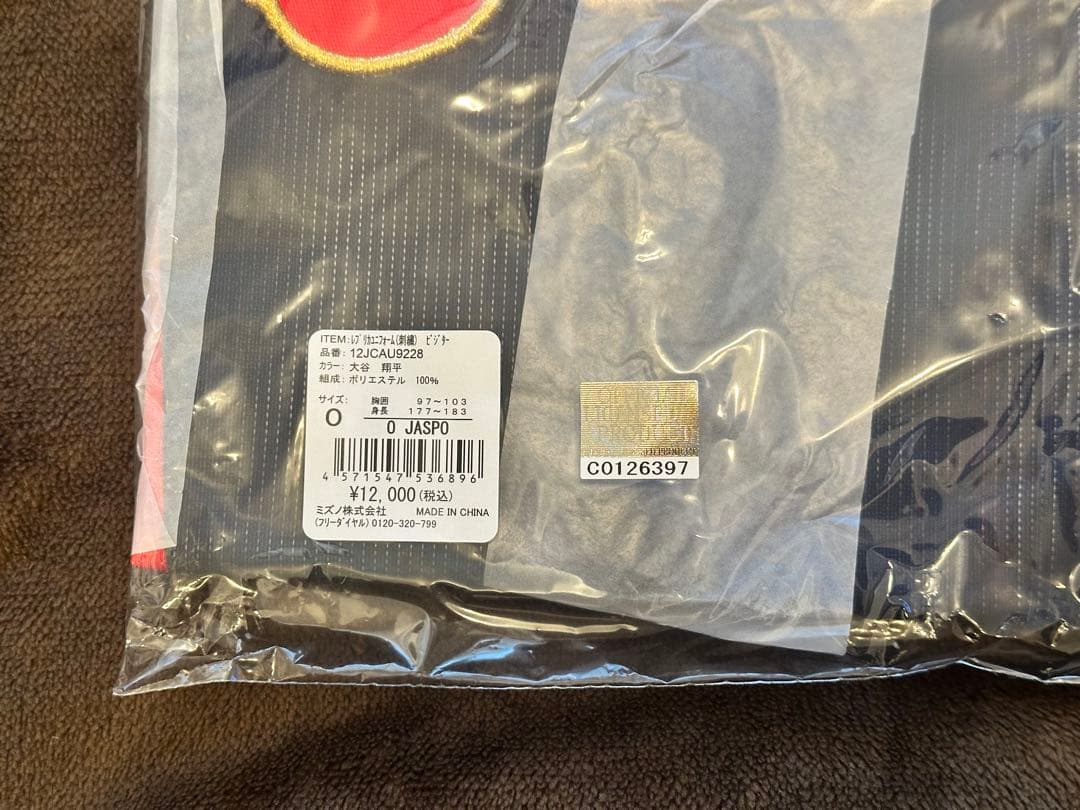 ITEM:ﾚﾌﾟﾘｶﾕﾆﾌｫｰﾑ(刺繍) ﾋﾞｼﾞﾀｰ
品番: 12JCAU9228
ｶﾗｰ: 大谷 翔平
組成: ポリエステル 100%
サイズ: 胸囲 97～103
O 身長 177～183
O JASPO
4 571547 536896
¥12,000(税込)
ミズノ株式会社 MADE IN CHINA
(フリーダイヤル) 0120-320-799
C0126397